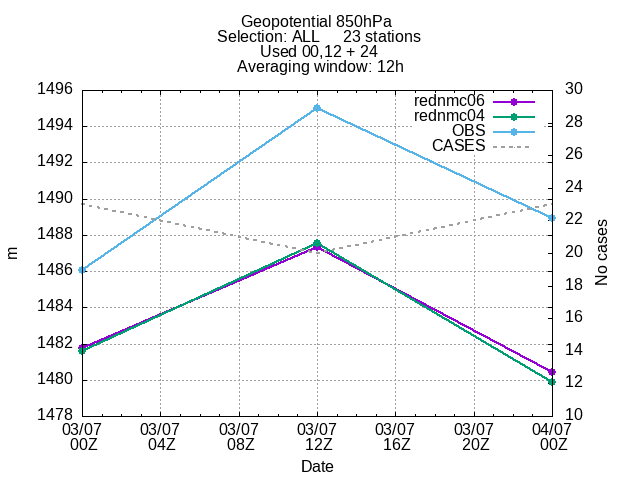 Geopotential 850hPa
Selection: ALL 23 stations
Used 00,12 + 24
Averaging window: 12h
rednmc06
rednmc04
OBS
CASES
1496
1494
1492
1490
1488
1486
1484
1482
1480
1478
m
30
28
26
24
22
20
18
16
14
12
10
No cases
03/07 03/07 03/07 03/07 03/07 03/07 04/07
00Z 04Z 08Z 12Z 16Z 20Z 00Z
Date